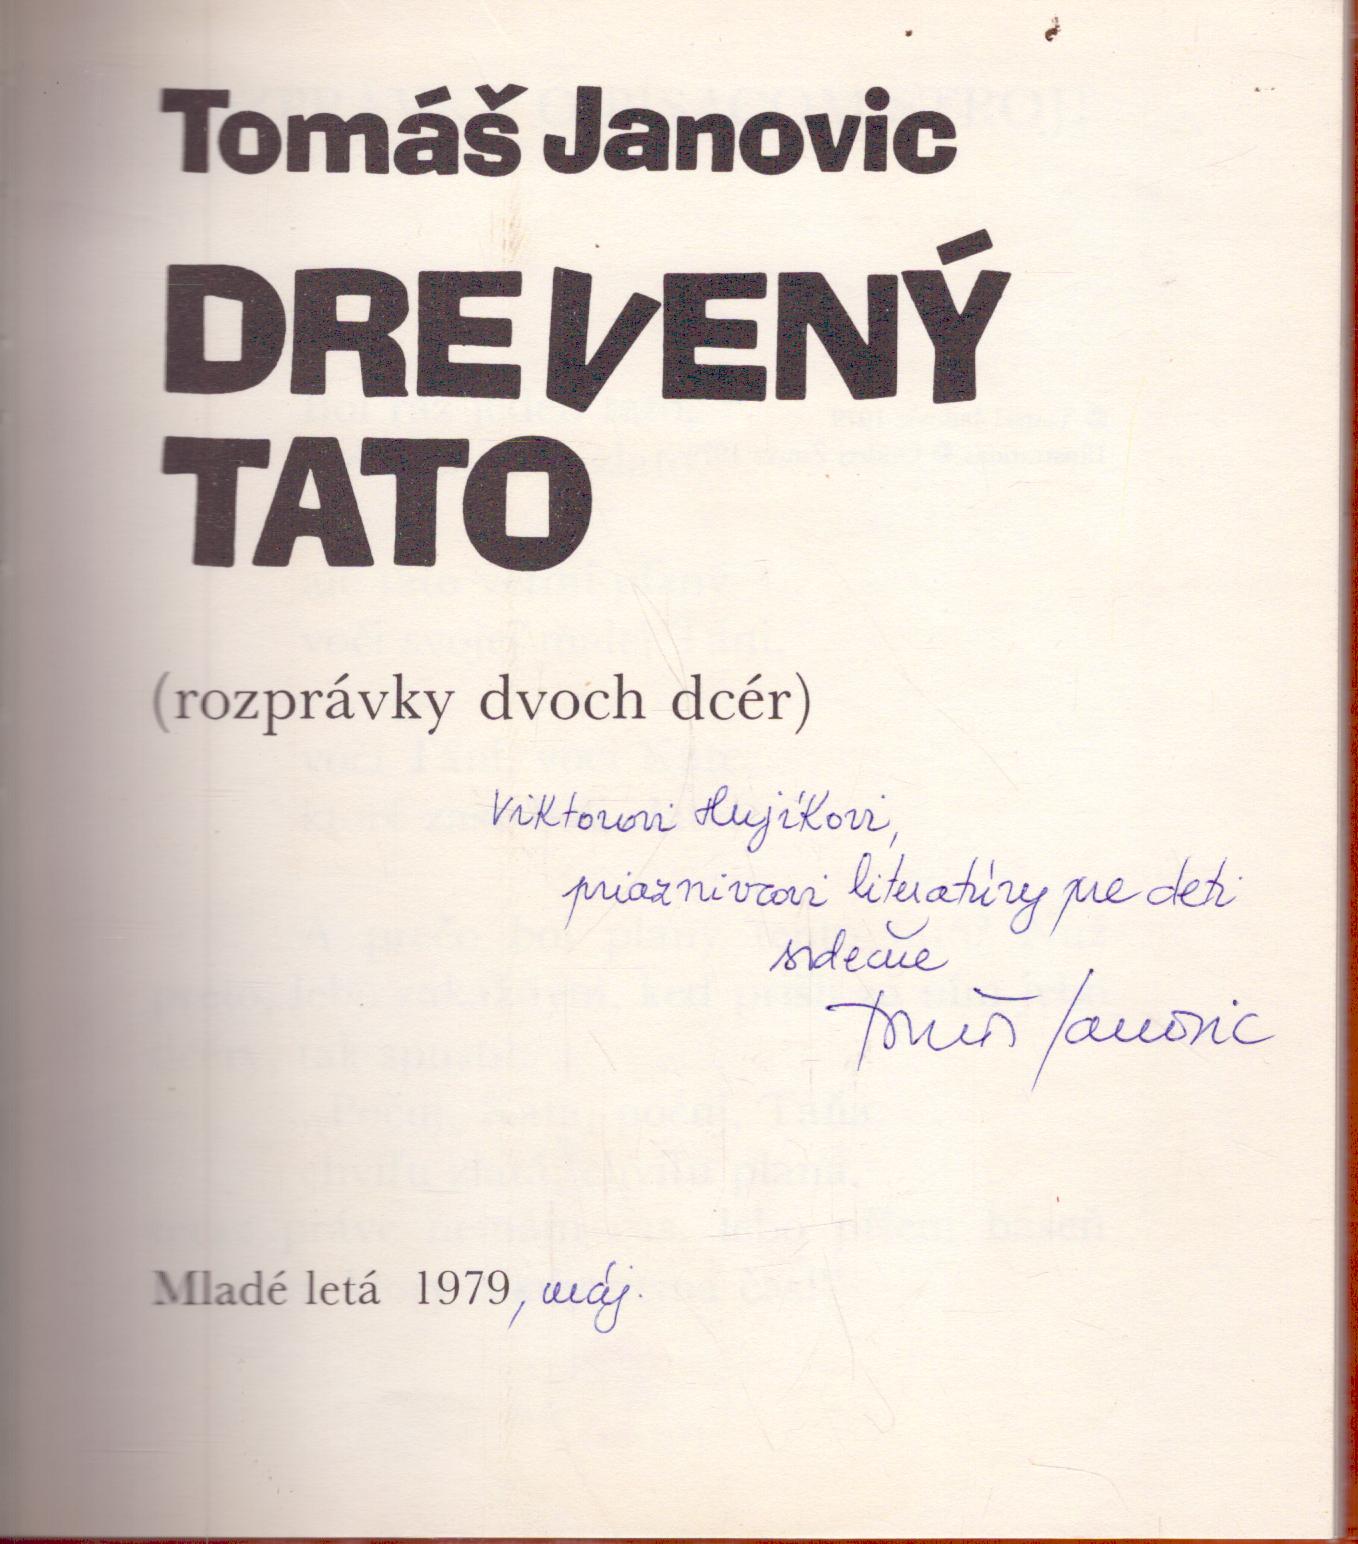 Tomáš Janovic
DREVENÝ
TATO
(rozprávky dvoch dcér)
Viktorovi Hujíkovi,
priaznivcovi literatúry pre deti
srdečne
Tomáš Janovic
Mladé letá 1979, máj.